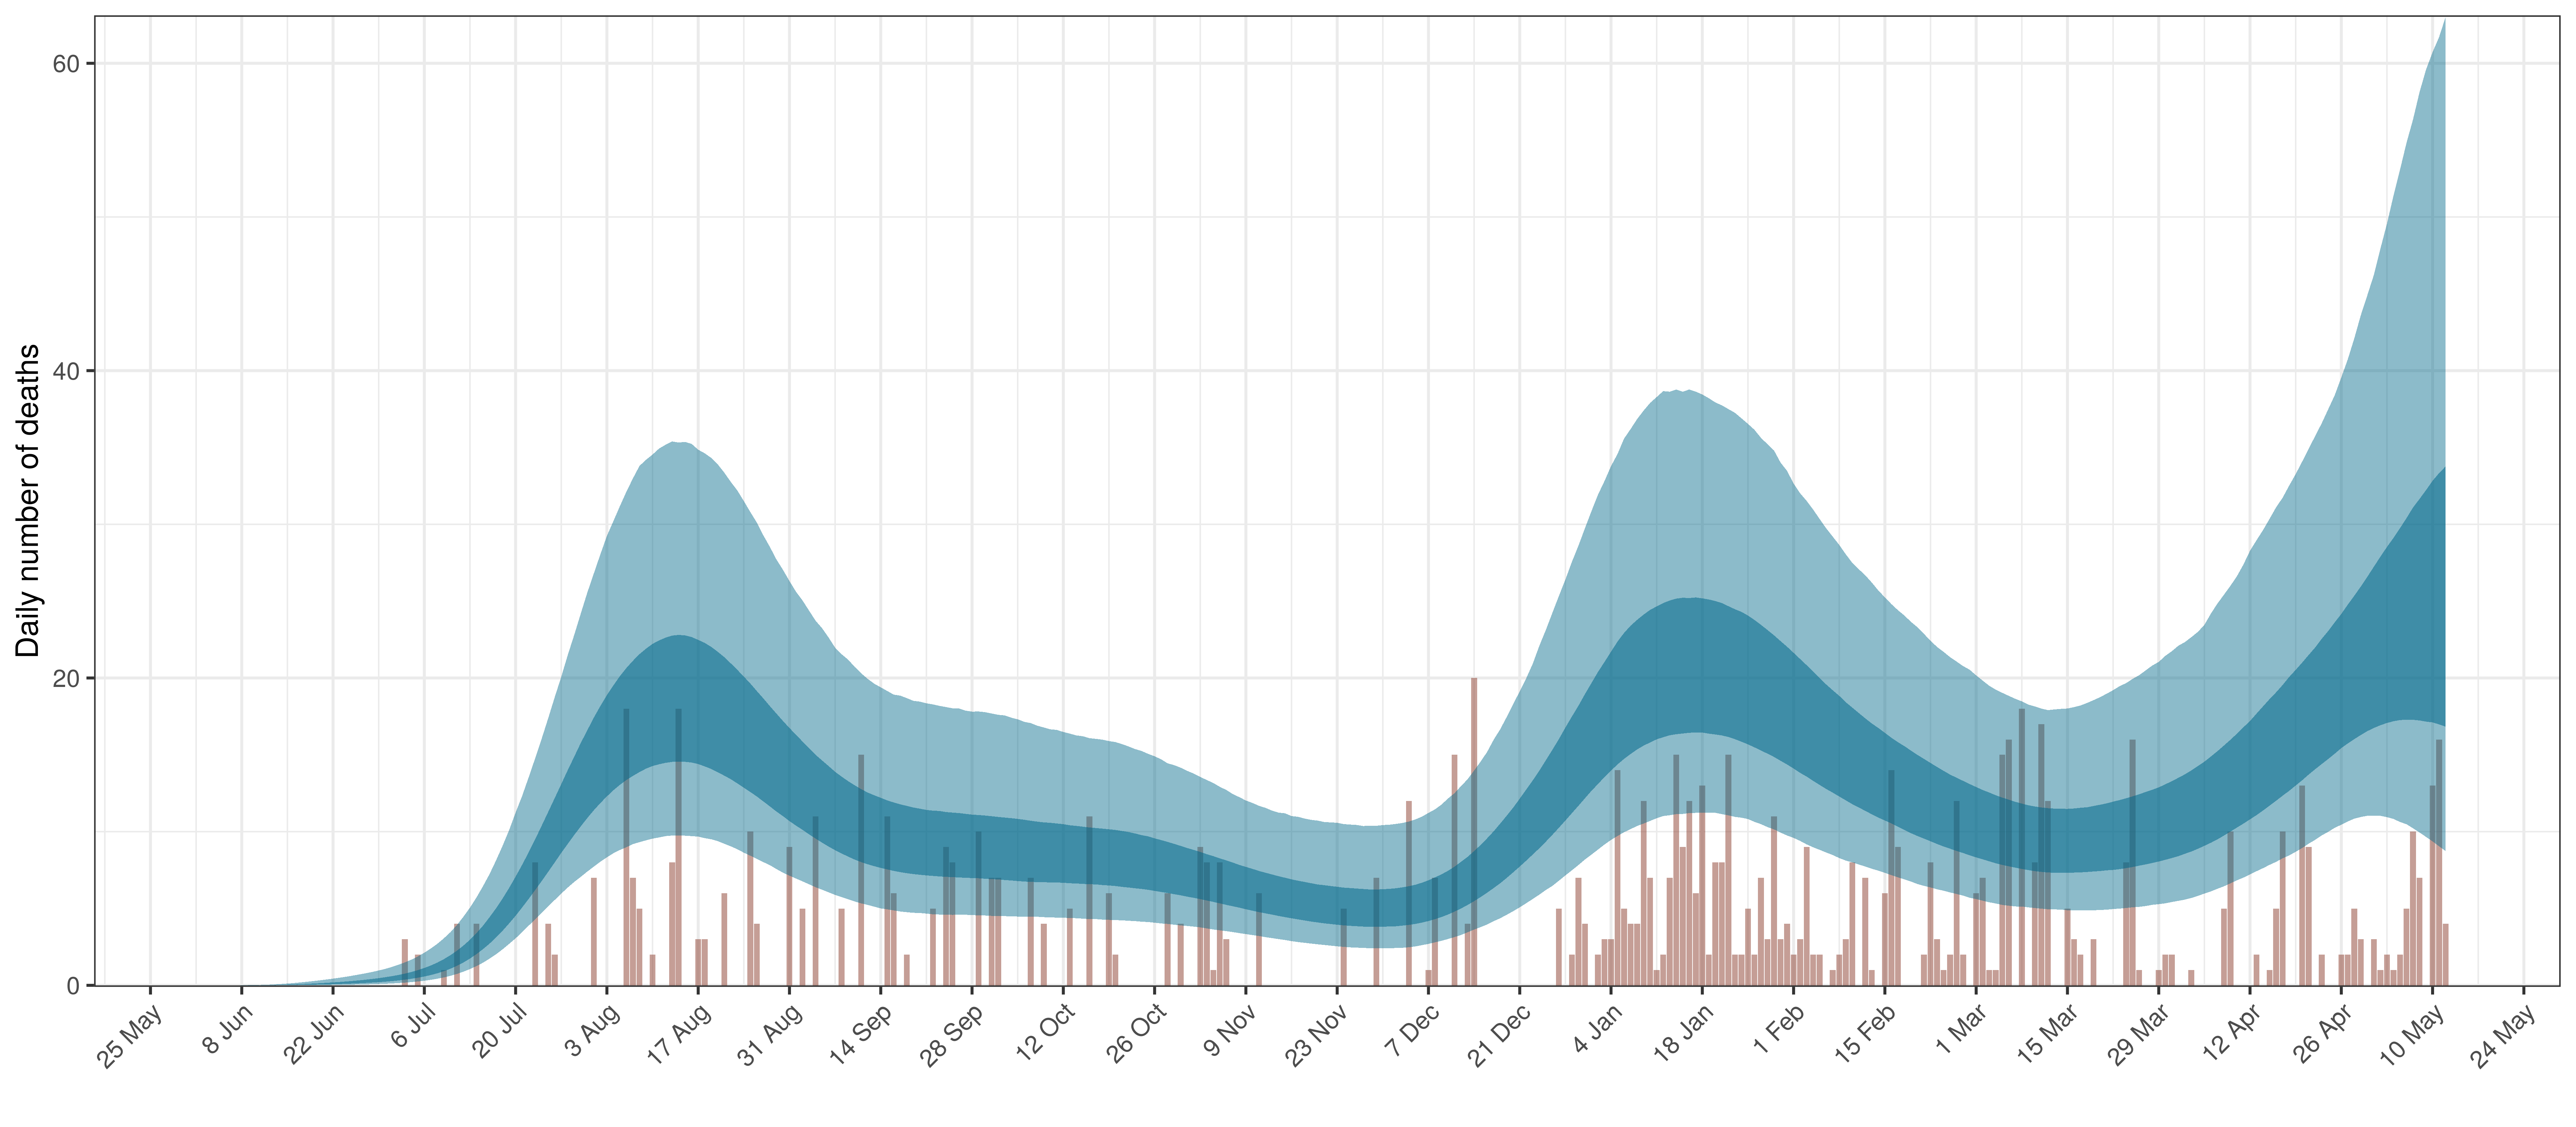 Daily number of deaths
60
40
20
0
25 May
8 Jun
22 Jun
6 Jul
20 Jul
3 Aug
17 Aug
31 Aug
14 Sep
28 Sep
12 Oct
26 Oct
9 Nov
23 Nov
7 Dec
21 Dec
4 Jan
18 Jan
1 Feb
15 Feb
1 Mar
15 Mar
29 Mar
12 Apr
26 Apr
10 May
24 May